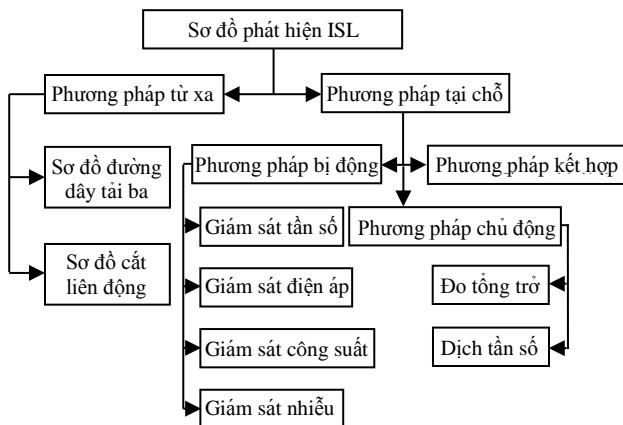 Sơ đồ phát hiện ISL
Phương pháp từ xa
Phương pháp tại chỗ
Sơ đồ đường
dây tải ba
Sơ đồ cắt
liên động
Phương pháp bị động
Phương pháp kết hợp
Giám sát tần số
Phương pháp chủ động
Giám sát điện áp
Đo tổng trở
Giám sát công suất
Dịch tần số
Giám sát nhiễu